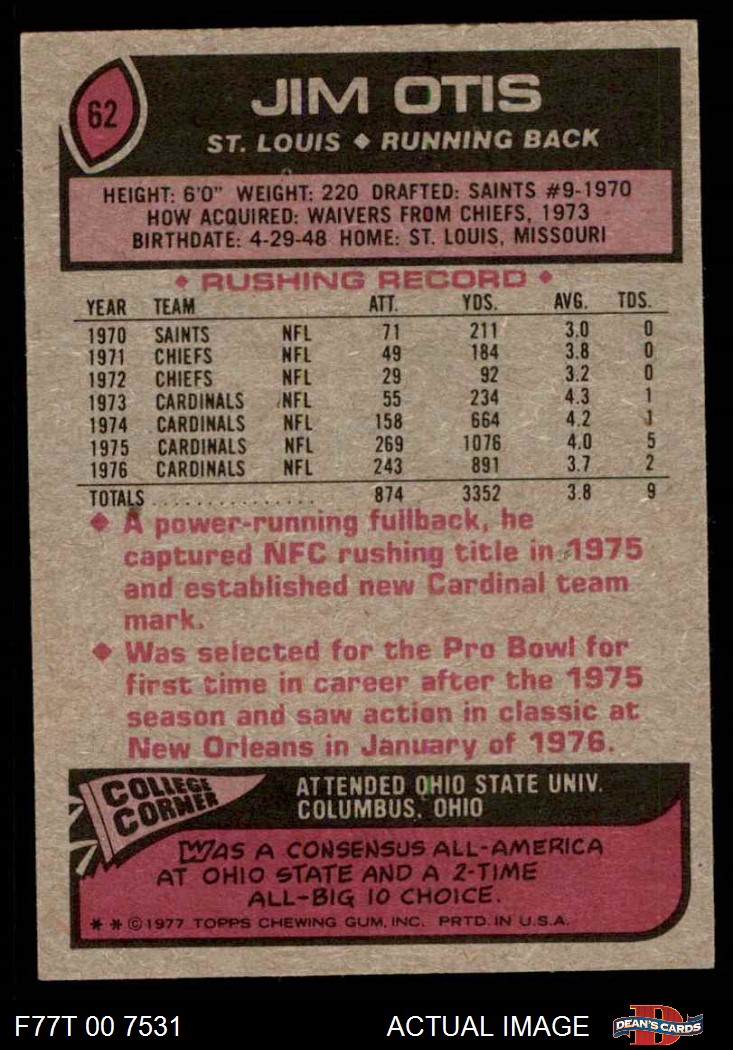 62
JIM OTIS
ST. LOUIS ◆ RUNNING BACK
HEIGHT: 6'0" WEIGHT: 220 DRAFTED: SAINTS #9-1970
HOW ACQUIRED: WAIVERS FROM CHIEFS, 1973
BIRTHDATE: 4-29-48 HOME: ST. LOUIS, MISSOURI
◆ RUSHING RECORD ◆
YEAR TEAM ATT. YDS. AVG. TDS.
1970 SAINTS NFL 71 211 3.0 0
1971 CHIEFS NFL 49 184 3.8 0
1972 CHIEFS NFL 29 92 3.2 0
1973 CARDINALS NFL 55 234 4.3 1
1974 CARDINALS NFL 158 664 4.2 1
1975 CARDINALS NFL 269 1076 4.0 5
1976 CARDINALS NFL 243 891 3.7 2
TOTALS ................ 874 3352 3.8 9
◆ A power-running fullback, he
captured NFC rushing title in 1975
and established new Cardinal team
mark.
◆ Was selected for the Pro Bowl for
first time in career after the 1975
season and saw action in classic at
New Orleans in January of 1976.
COLLEGE
CORNER
ATTENDED OHIO STATE UNIV.
COLUMBUS, OHIO
WAS A CONSENSUS ALL-AMERICA
AT OHIO STATE AND A 2-TIME
ALL-BIG 10 CHOICE.
* * © 1977 TOPPS CHEWING GUM, INC. PRTD. IN U.S.A.
F77T 00 7531 ACTUAL IMAGE
D
DEAN'S CARDS